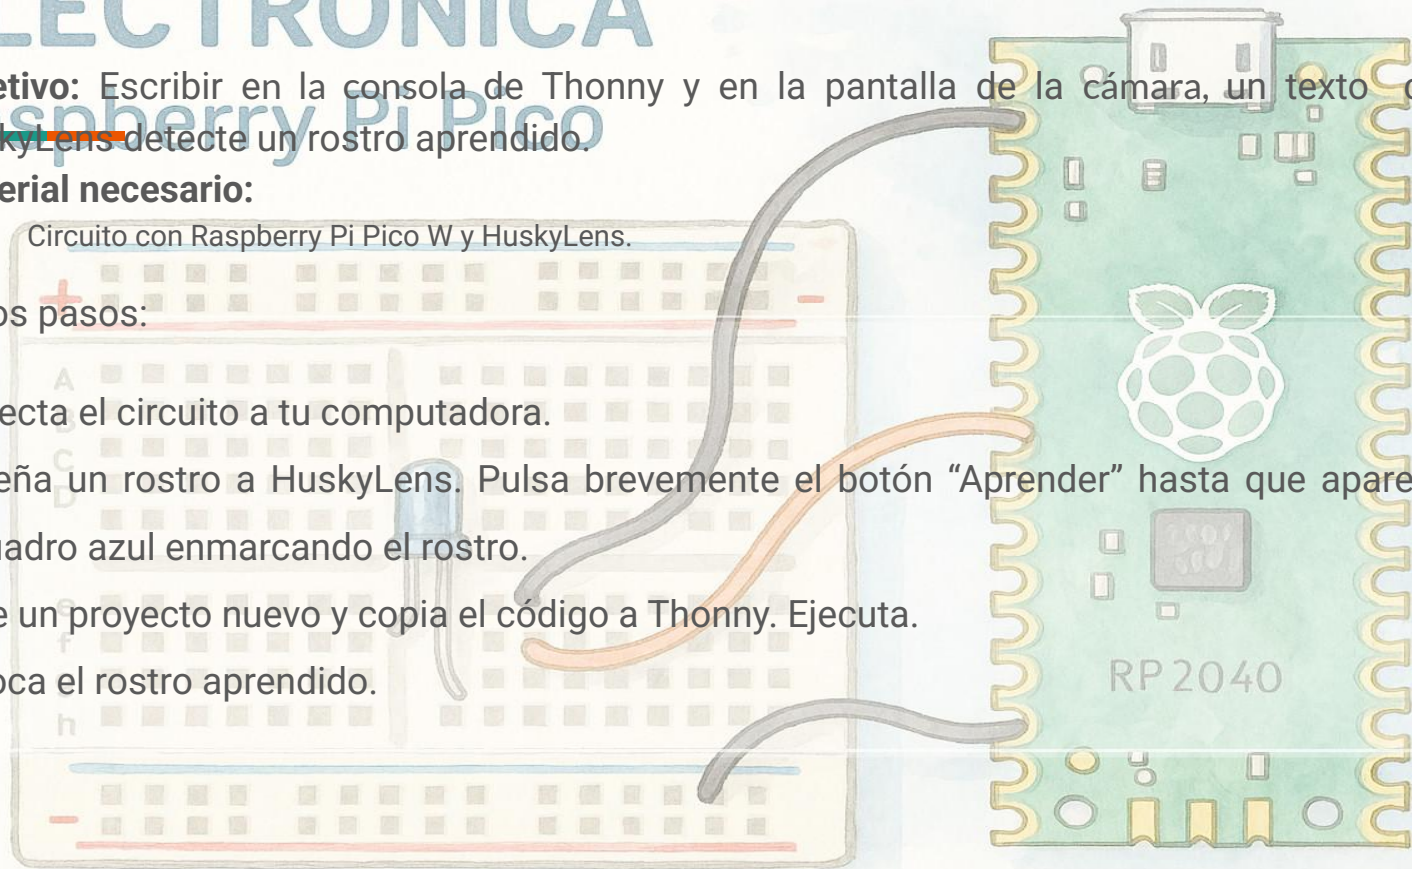 LECTRÓNICA
etivo: Escribir en la consola de Thonny y en la pantalla de la cámara, un texto c
spberry Pi Pico
kyLens detecte un rostro aprendido.
erial necesario:
Circuito con Raspberry Pi Pico W y HuskyLens.
+ -
os pasos:
A
ecta el circuito a tu computadora.
B
C
eña un rostro a HuskyLens. Pulsa brevemente el botón “Aprender” hasta que apare
D
uadro azul enmarcando el rostro.
e
e un proyecto nuevo y copia el código a Thonny. Ejecuta.
f
oca el rostro aprendido.
RP2040
h
-